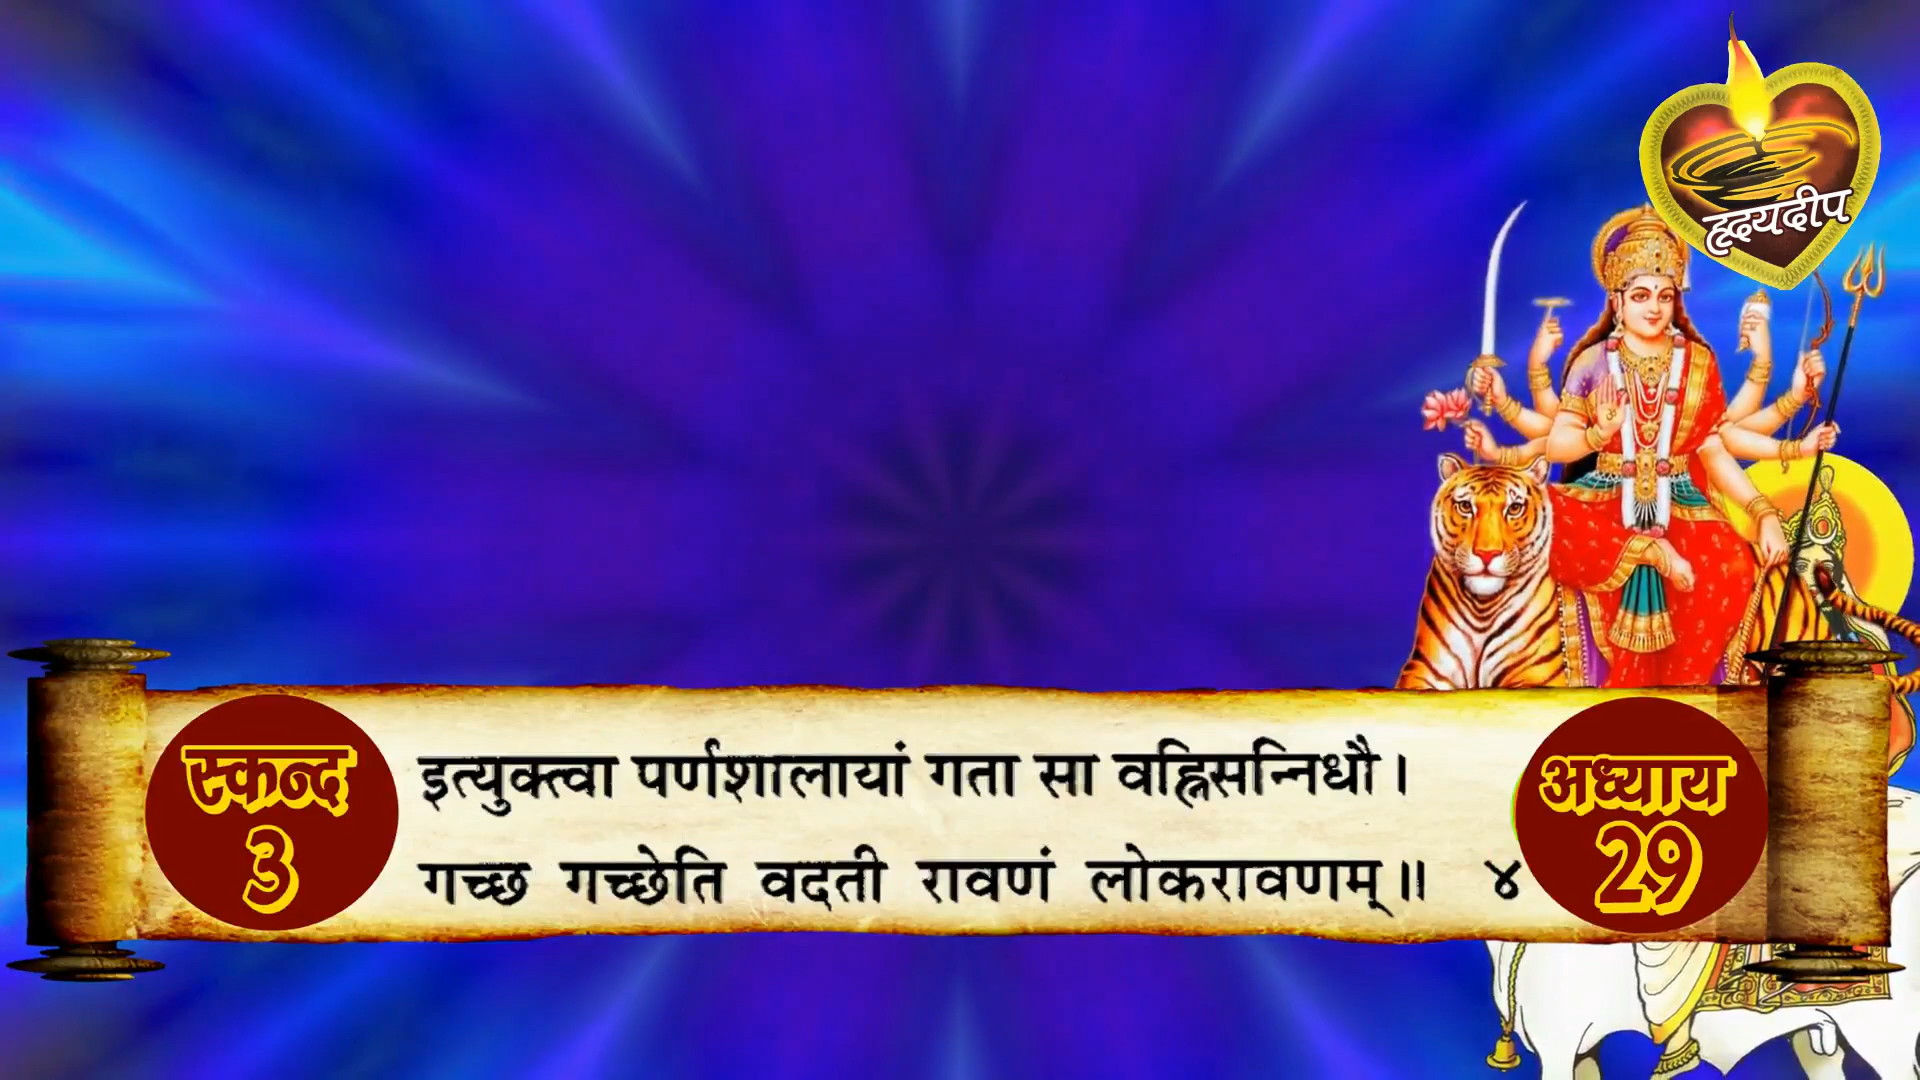 हृदयदीप
स्कन्द
3
इत्युक्त्वा पर्णशालायां गता सा वह्निसन्निधौ।
गच्छ गच्छेति वदती रावणं लोकरावणम्॥ ४
अध्याय
29